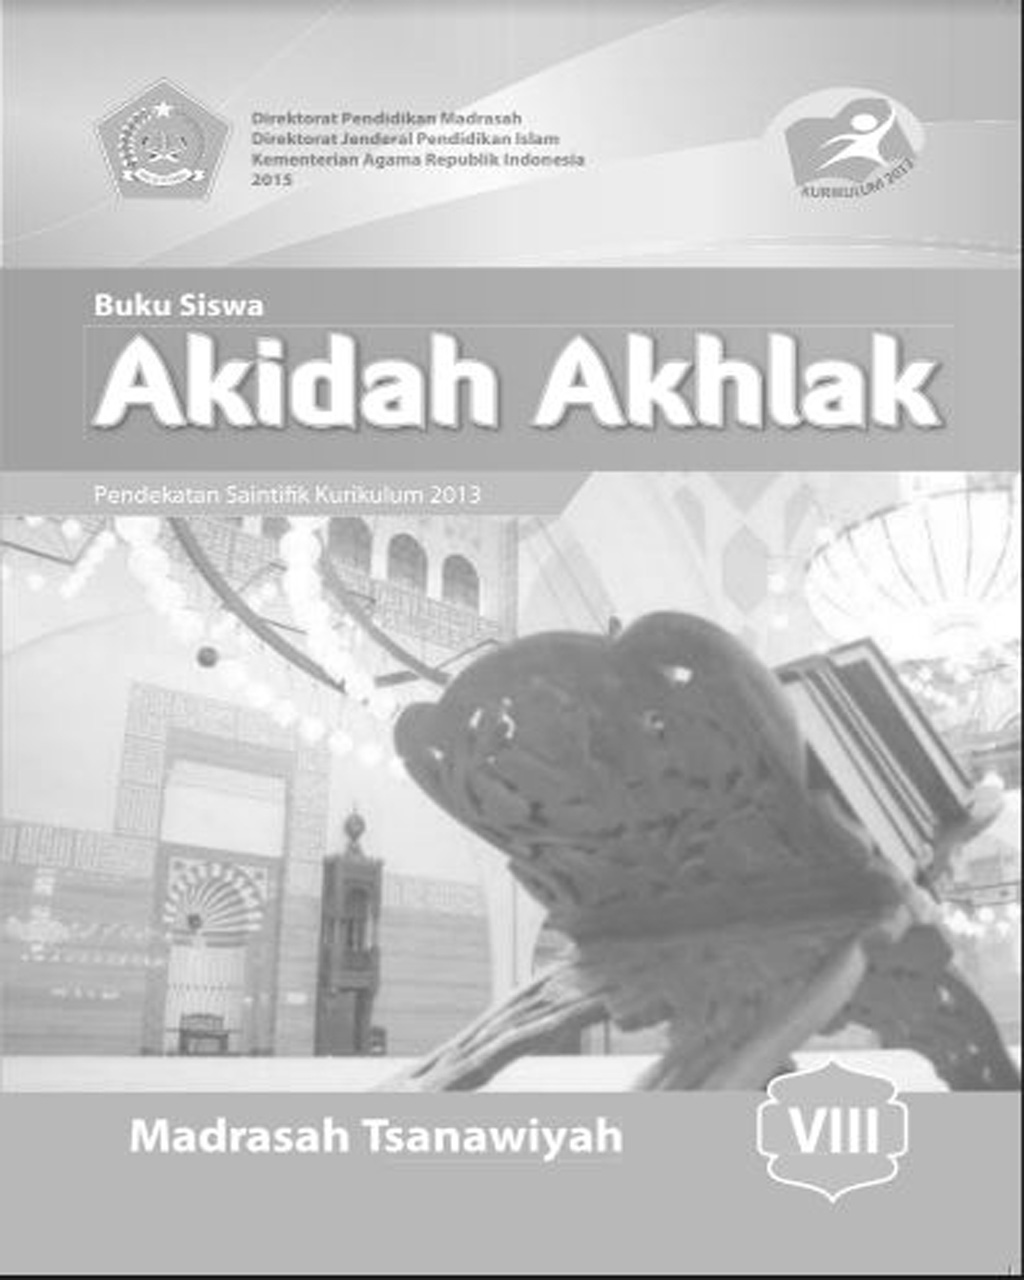 Direktorat Pendidikan Madrasah
Direktorat Jenderal Pendidikan Islam
Kementerian Agama Republik Indonesia
2015
KURIKULUM 2013
Buku Siswa
Akidah Akhlak
Pendekatan Saintifik Kurikulum 2013
Madrasah Tsanawiyah
VIII